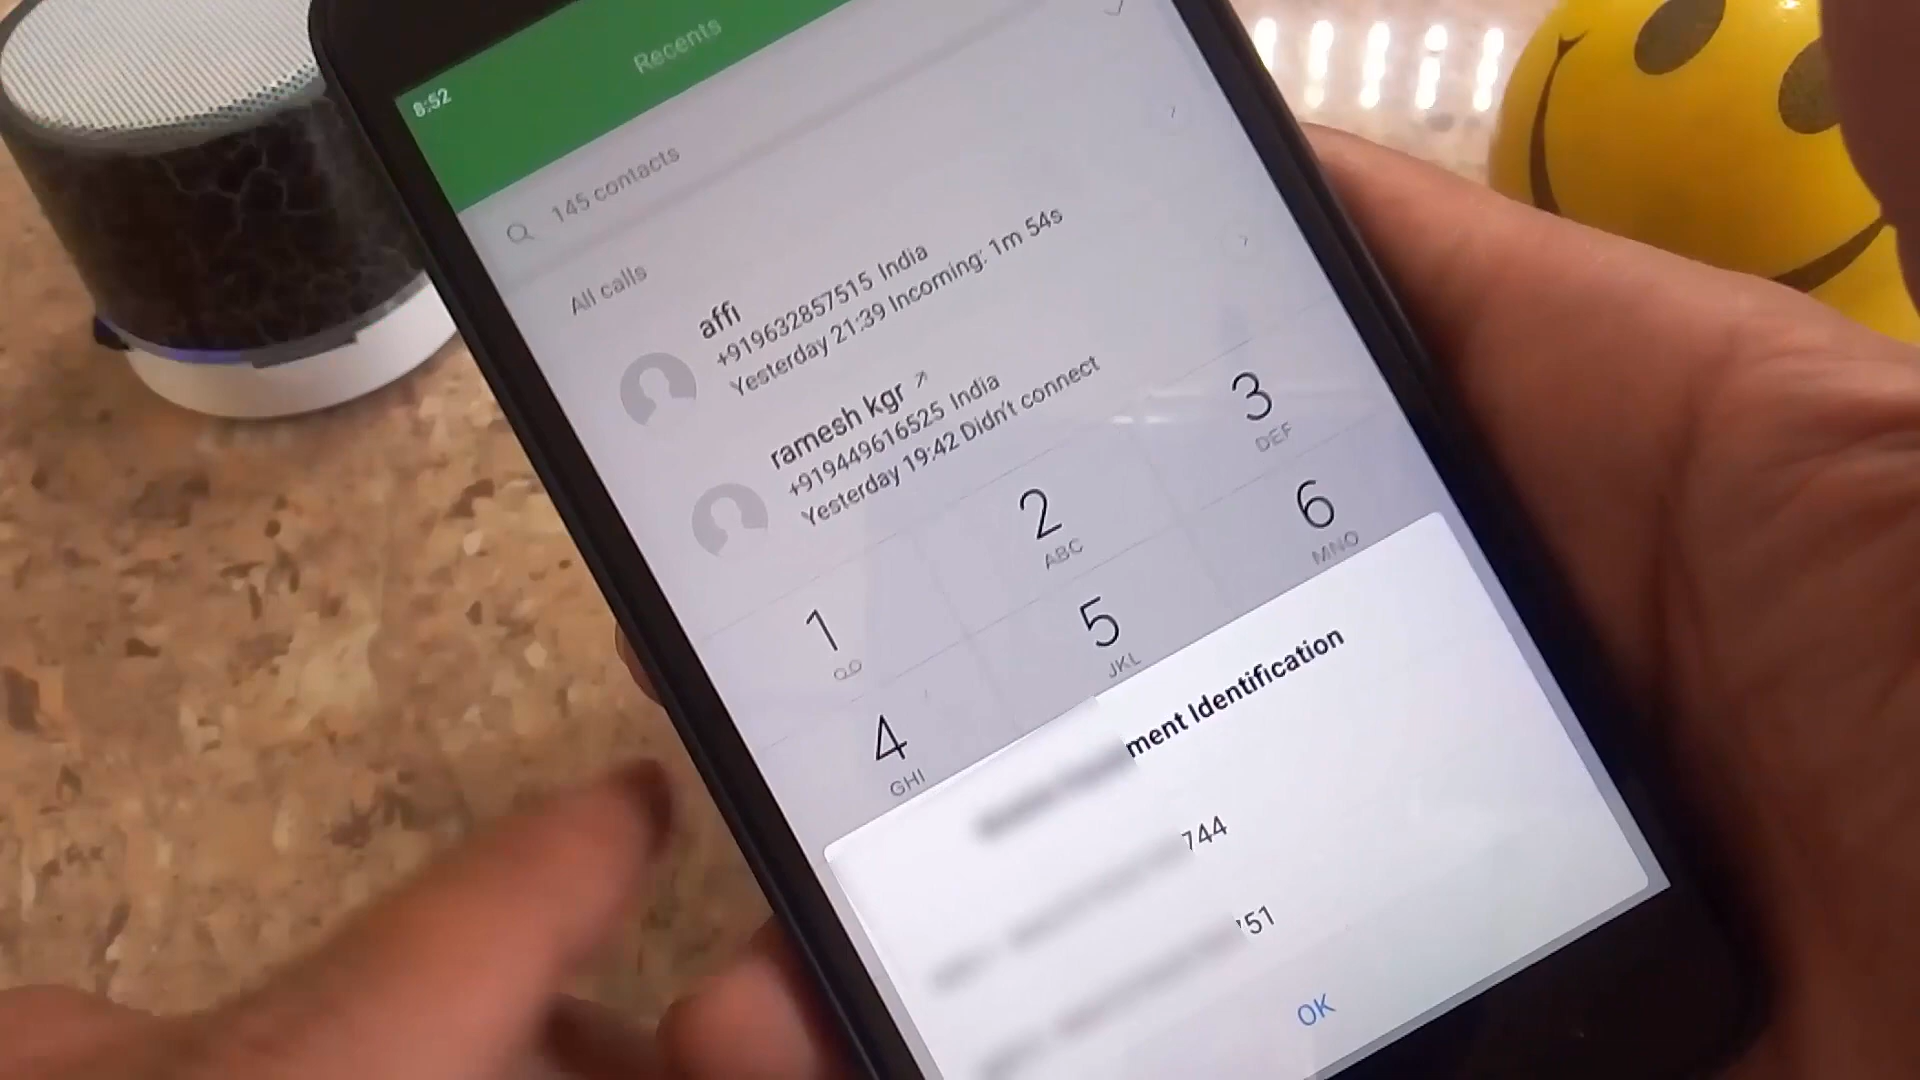 8:52
Recents
145 contacts
All calls
affi
+919632857515 India
Yesterday 21:39 Incoming: 1m 54s
ramesh kgr
+919449616525 India
Yesterday 19:42 Didn't connect
1
2 ABC
3 DEF
4 GHI
5 JKL
6 MNO
ment Identification
744
751
OK